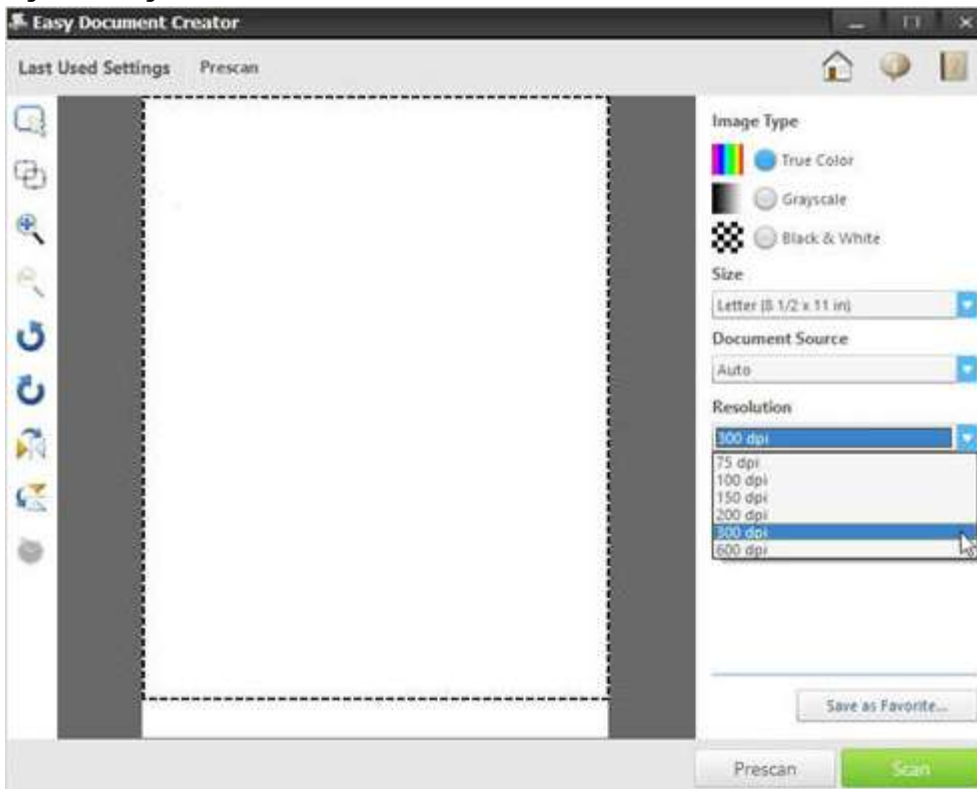 Easy Document Creator
Last Used Settings Prescan
Image Type
True Color
Grayscale
Black & White
Size
Letter (8 1/2 x 11 in)
Document Source
Auto
Resolution
300 dpi
75 dpi
100 dpi
150 dpi
200 dpi
300 dpi
600 dpi
Save as Favorite...
Prescan Scan